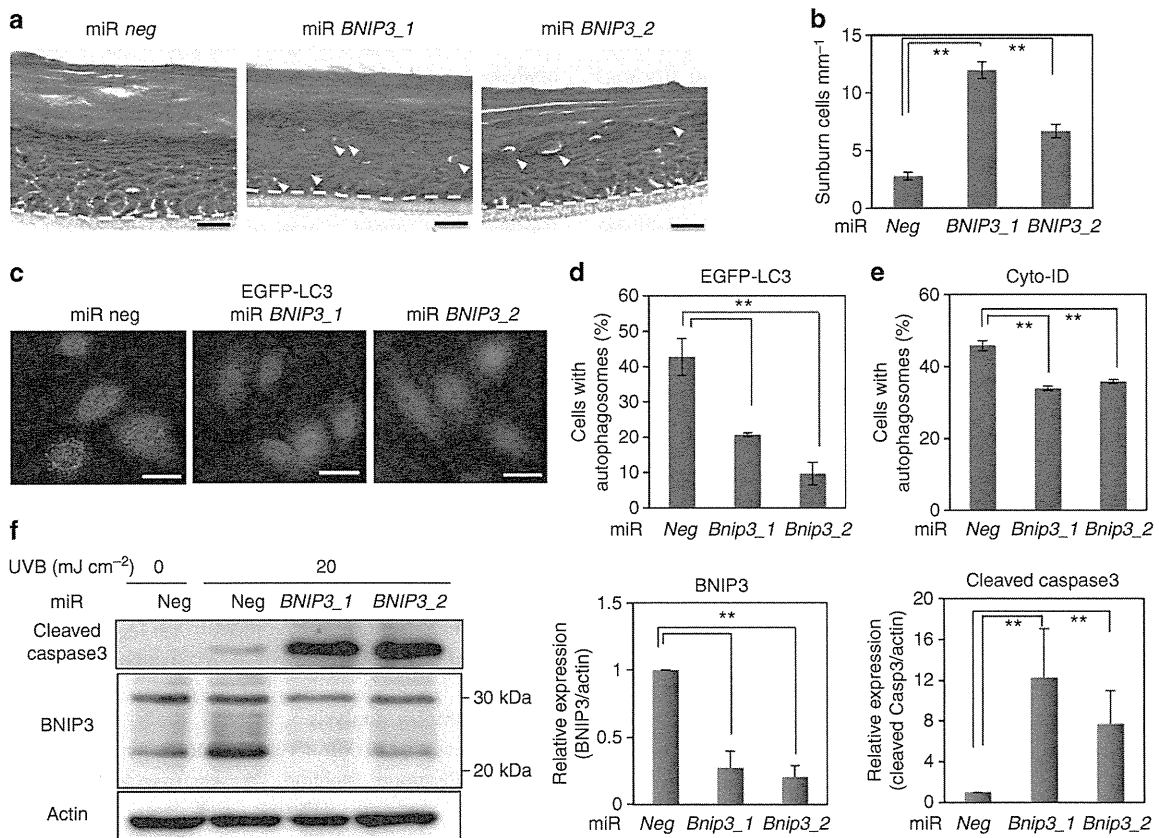 a
miR neg
miR BNIP3_1
miR BNIP3_2
b
Sunburn cells mm⁻¹
15
10
5
0
**
**
miR
Neg
BNIP3_1
BNIP3_2
c
EGFP-LC3
miR neg
miR BNIP3_1
miR BNIP3_2
d
EGFP-LC3
Cells with
autophagosomes (%)
60
50
40
30
20
10
0
**
miR
Neg
Bnip3_1
Bnip3_2
e
Cyto-ID
Cells with
autophagosomes (%)
60
40
20
0
**
**
miR
Neg
Bnip3_1
Bnip3_2
f
UVB (mJ cm⁻²)
0
20
miR
Neg
Neg
BNIP3_1
BNIP3_2
Cleaved
caspase3
BNIP3
30 kDa
20 kDa
Actin
BNIP3
Relative expression
(BNIP3/actin)
1.5
1
0.5
0
**
miR
Neg
Bnip3_1
Bnip3_2
Cleaved caspase3
Relative expression
(cleaved Casp3/actin)
20
16
12
8
4
0
**
**
miR
Neg
Bnip3_1
Bnip3_2